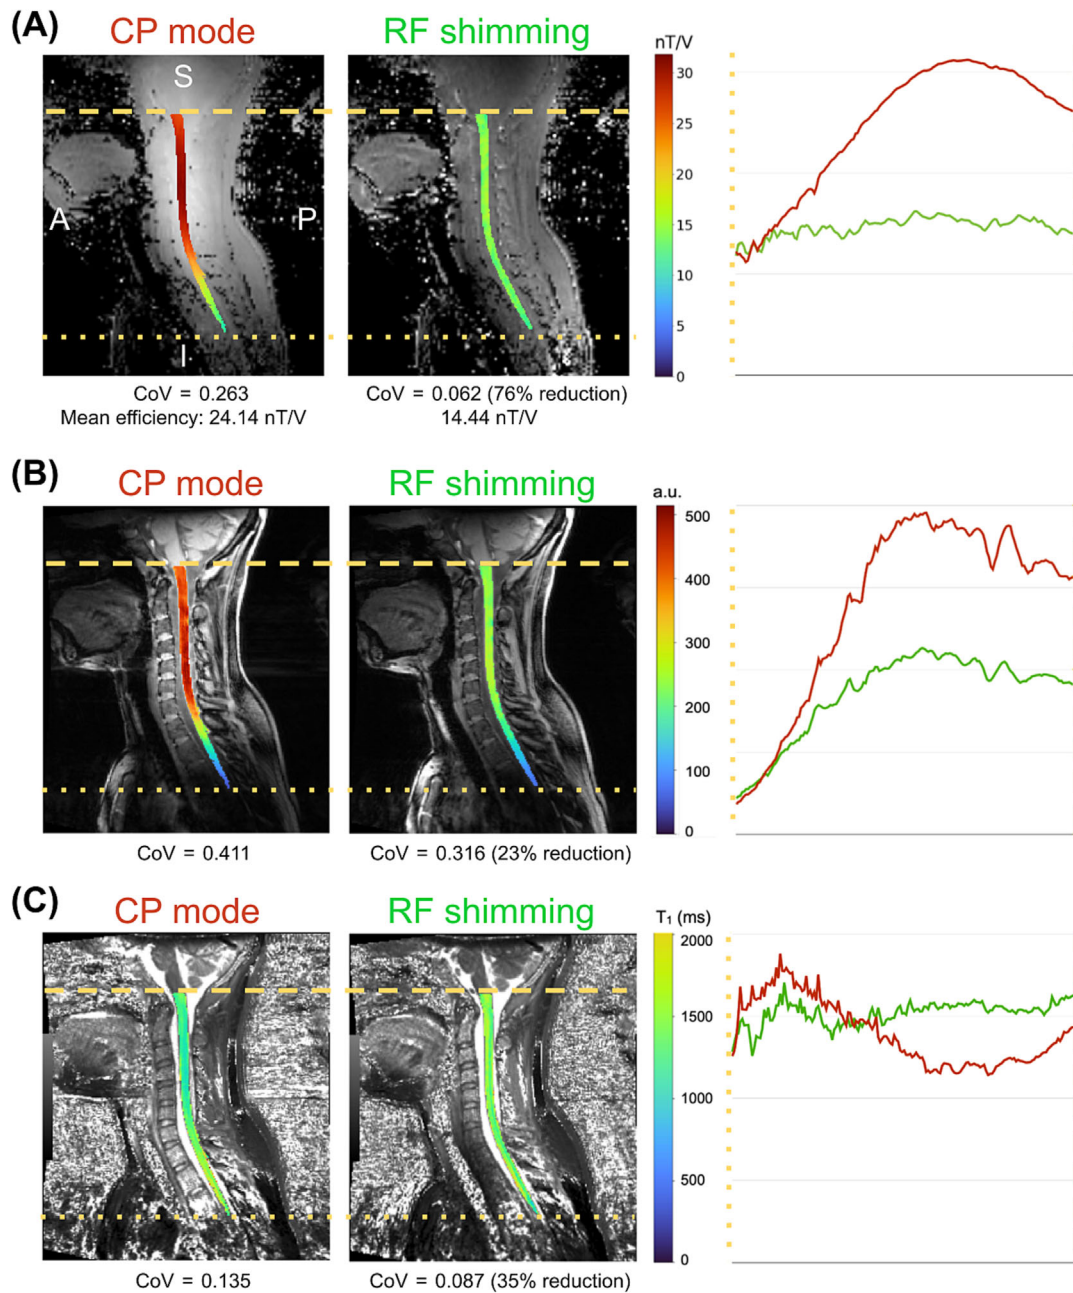 (A)
CP mode
RF shimming
nT/V
S
A
P
I
30
25
20
15
10
5
0
CoV = 0.263
Mean efficiency: 24.14 nT/V
CoV = 0.062 (76% reduction)
14.44 nT/V
(B)
CP mode
RF shimming
a.u.
500
400
300
200
100
0
CoV = 0.411
CoV = 0.316 (23% reduction)
(C)
CP mode
RF shimming
T₁ (ms)
2000
1500
1000
500
0
CoV = 0.135
CoV = 0.087 (35% reduction)